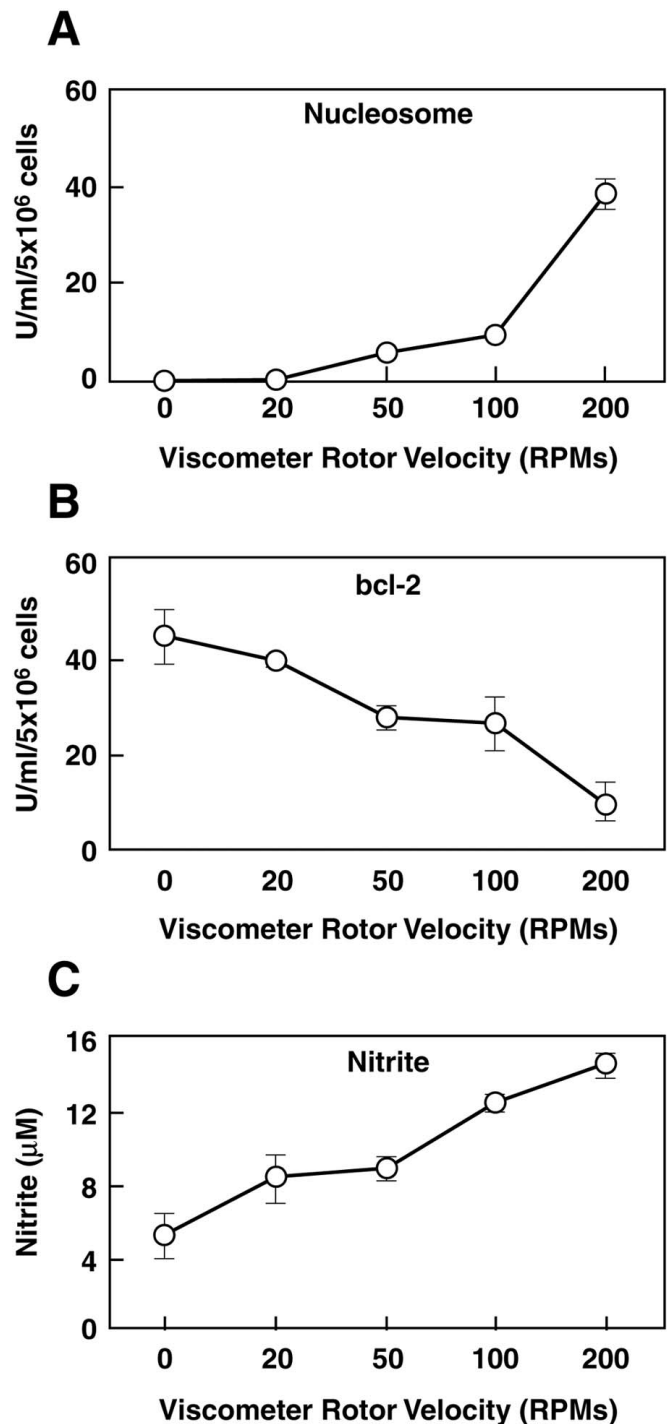 A
Nucleosome
U/ml/5x10⁶ cells
60
40
20
0
0 20 50 100 200
Viscometer Rotor Velocity (RPMs)
B
bcl-2
U/ml/5x10⁶ cells
60
40
20
0
0 20 50 100 200
Viscometer Rotor Velocity (RPMs)
C
Nitrite
Nitrite (μM)
16
12
8
4
0
0 20 50 100 200
Viscometer Rotor Velocity (RPMs)